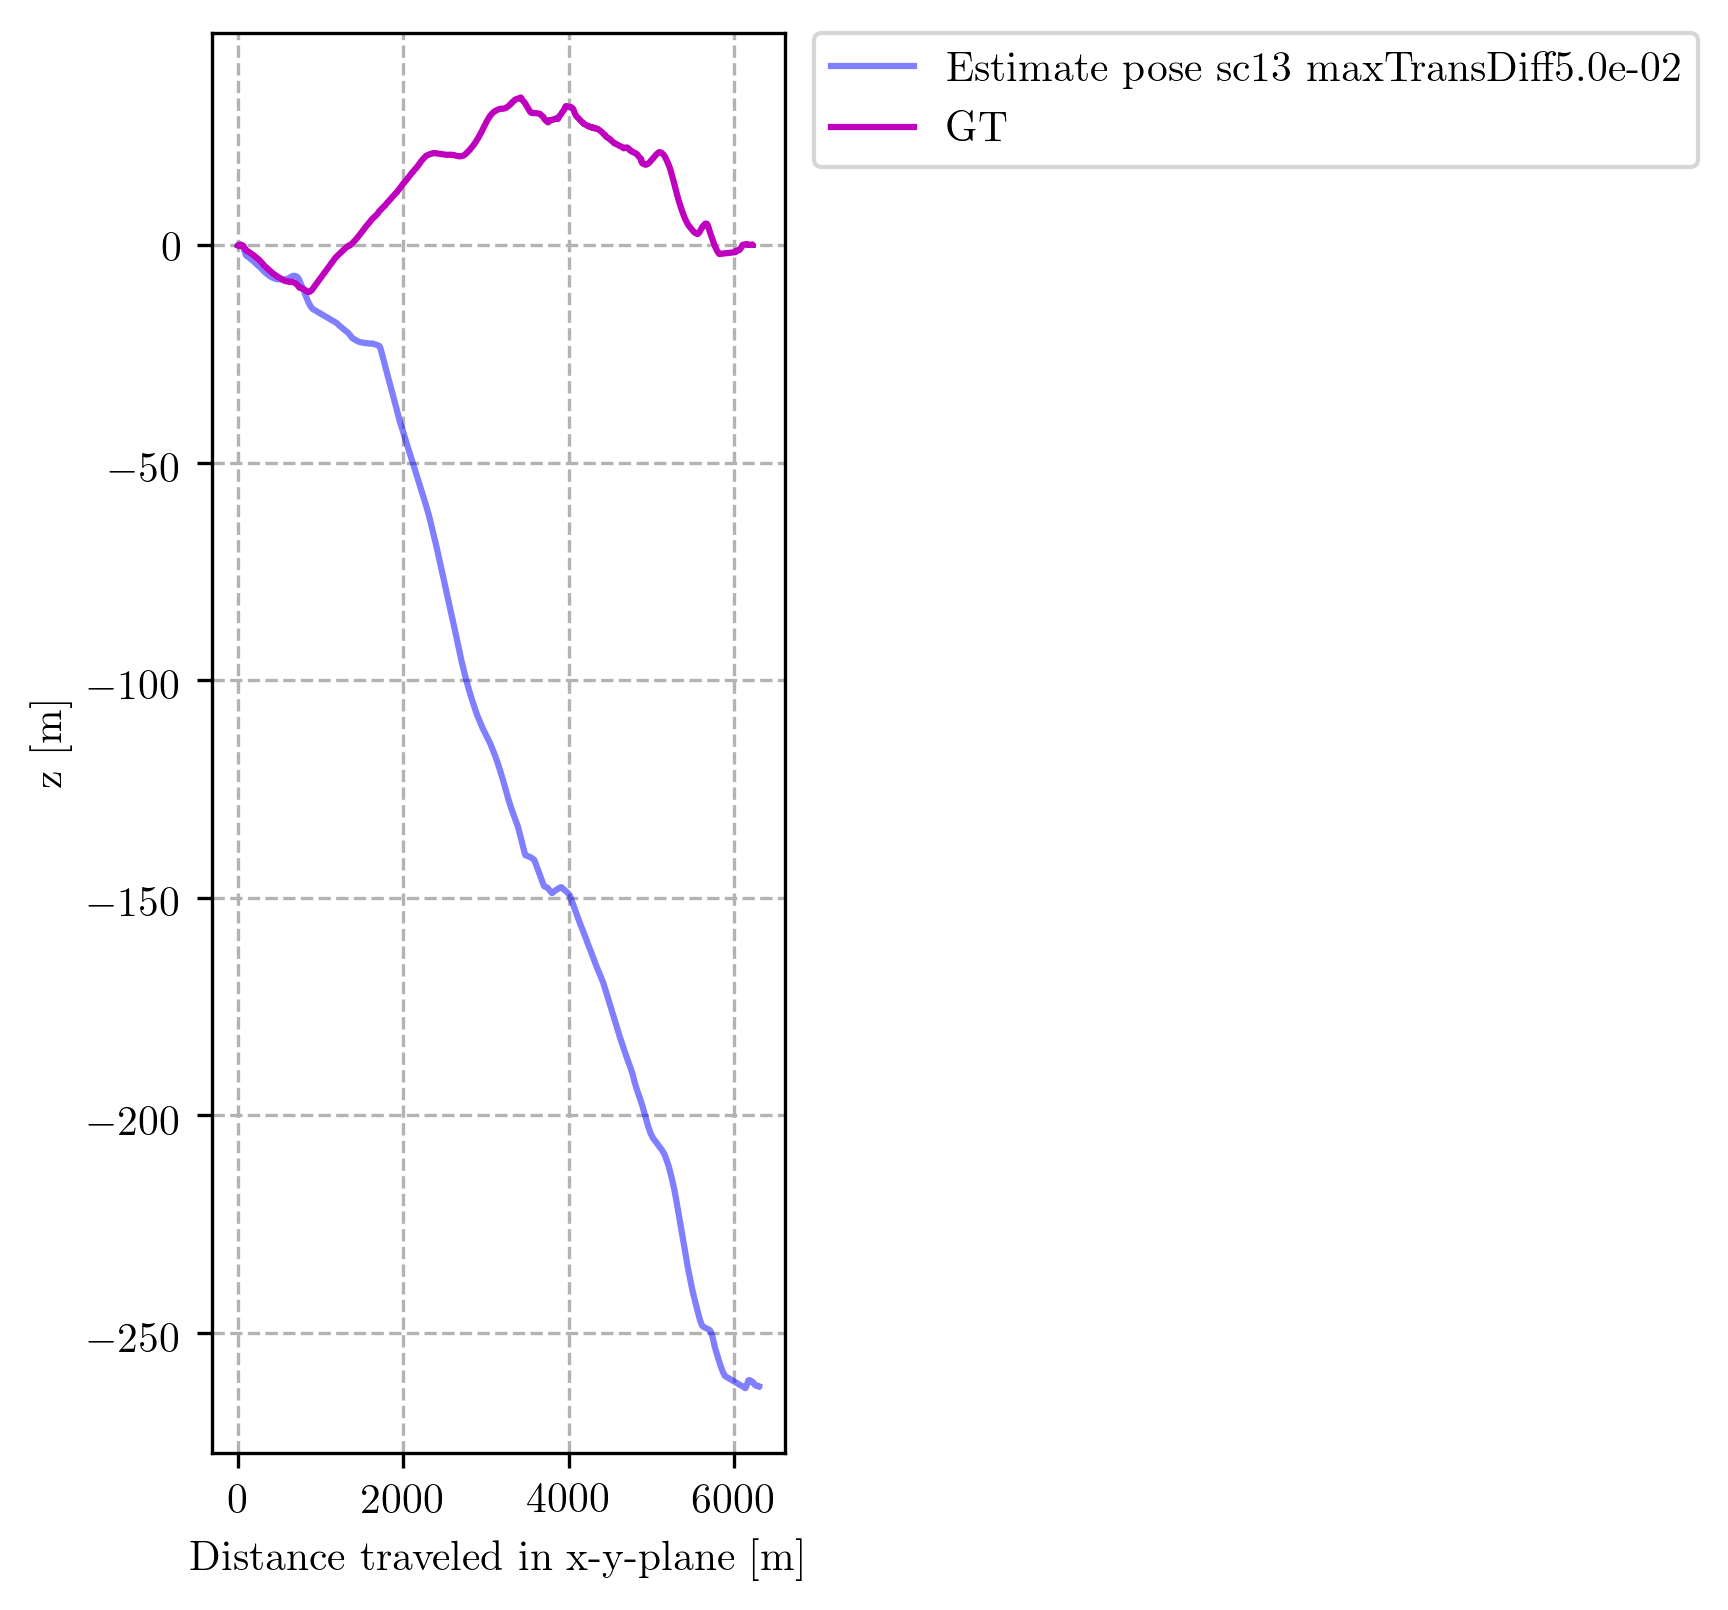 Estimate pose sc13 maxTransDiff5.0e-02
GT
0
−50
−100
−150
−200
−250
z [m]
0 2000 4000 6000
Distance traveled in x-y-plane [m]